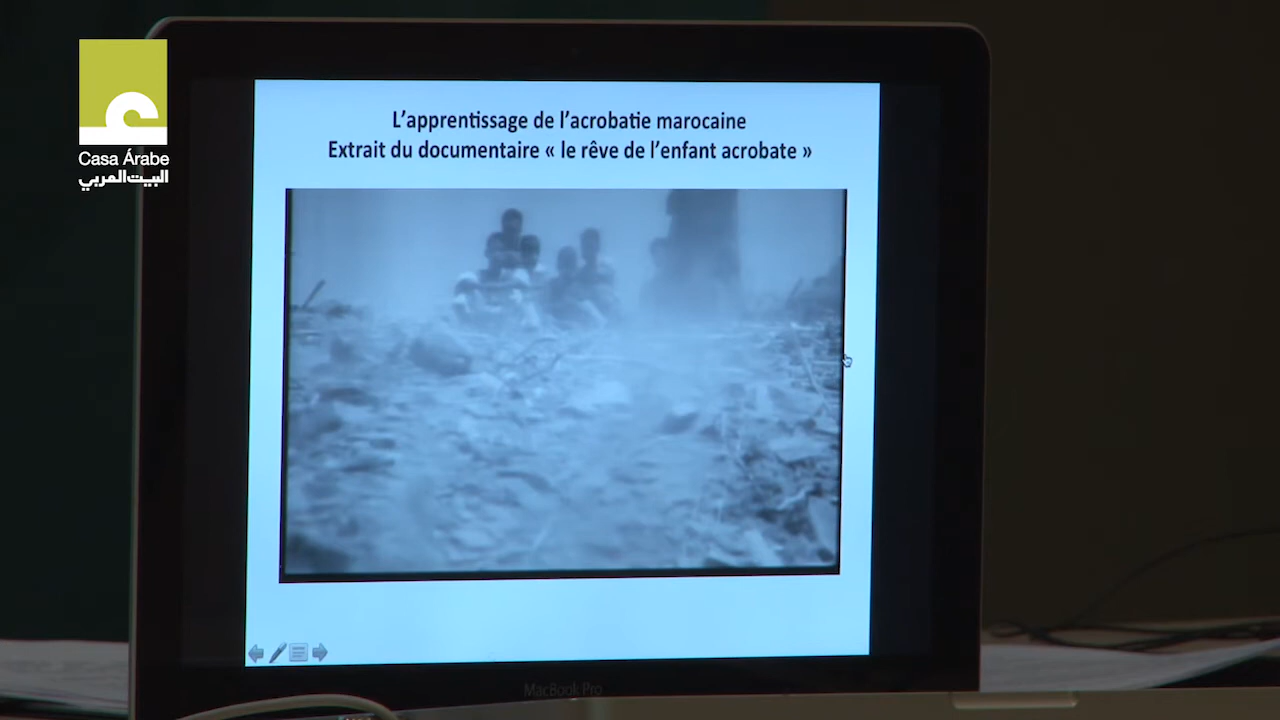 Casa Árabe
البيت العربي
L'apprentissage de l'acrobatie marocaine
Extrait du documentaire « le rêve de l'enfant acrobate »
MacBook Pro